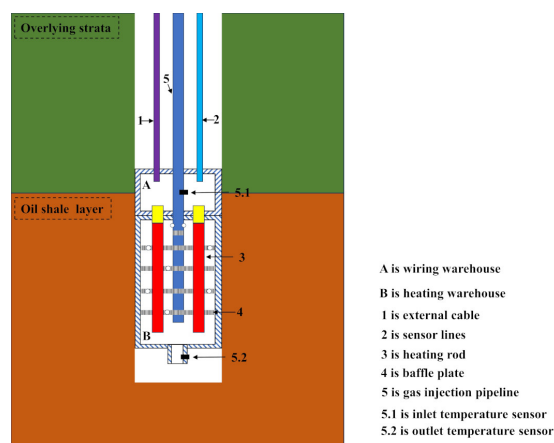 Overlying strata
5
1
2
A
5.1
Oil shale layer
3
4
B
5.2
A is wiring warehouse
B is heating warehouse
1 is external cable
2 is sensor lines
3 is heating rod
4 is baffle plate
5 is gas injection pipeline
5.1 is inlet temperature sensor
5.2 is outlet temperature sensor